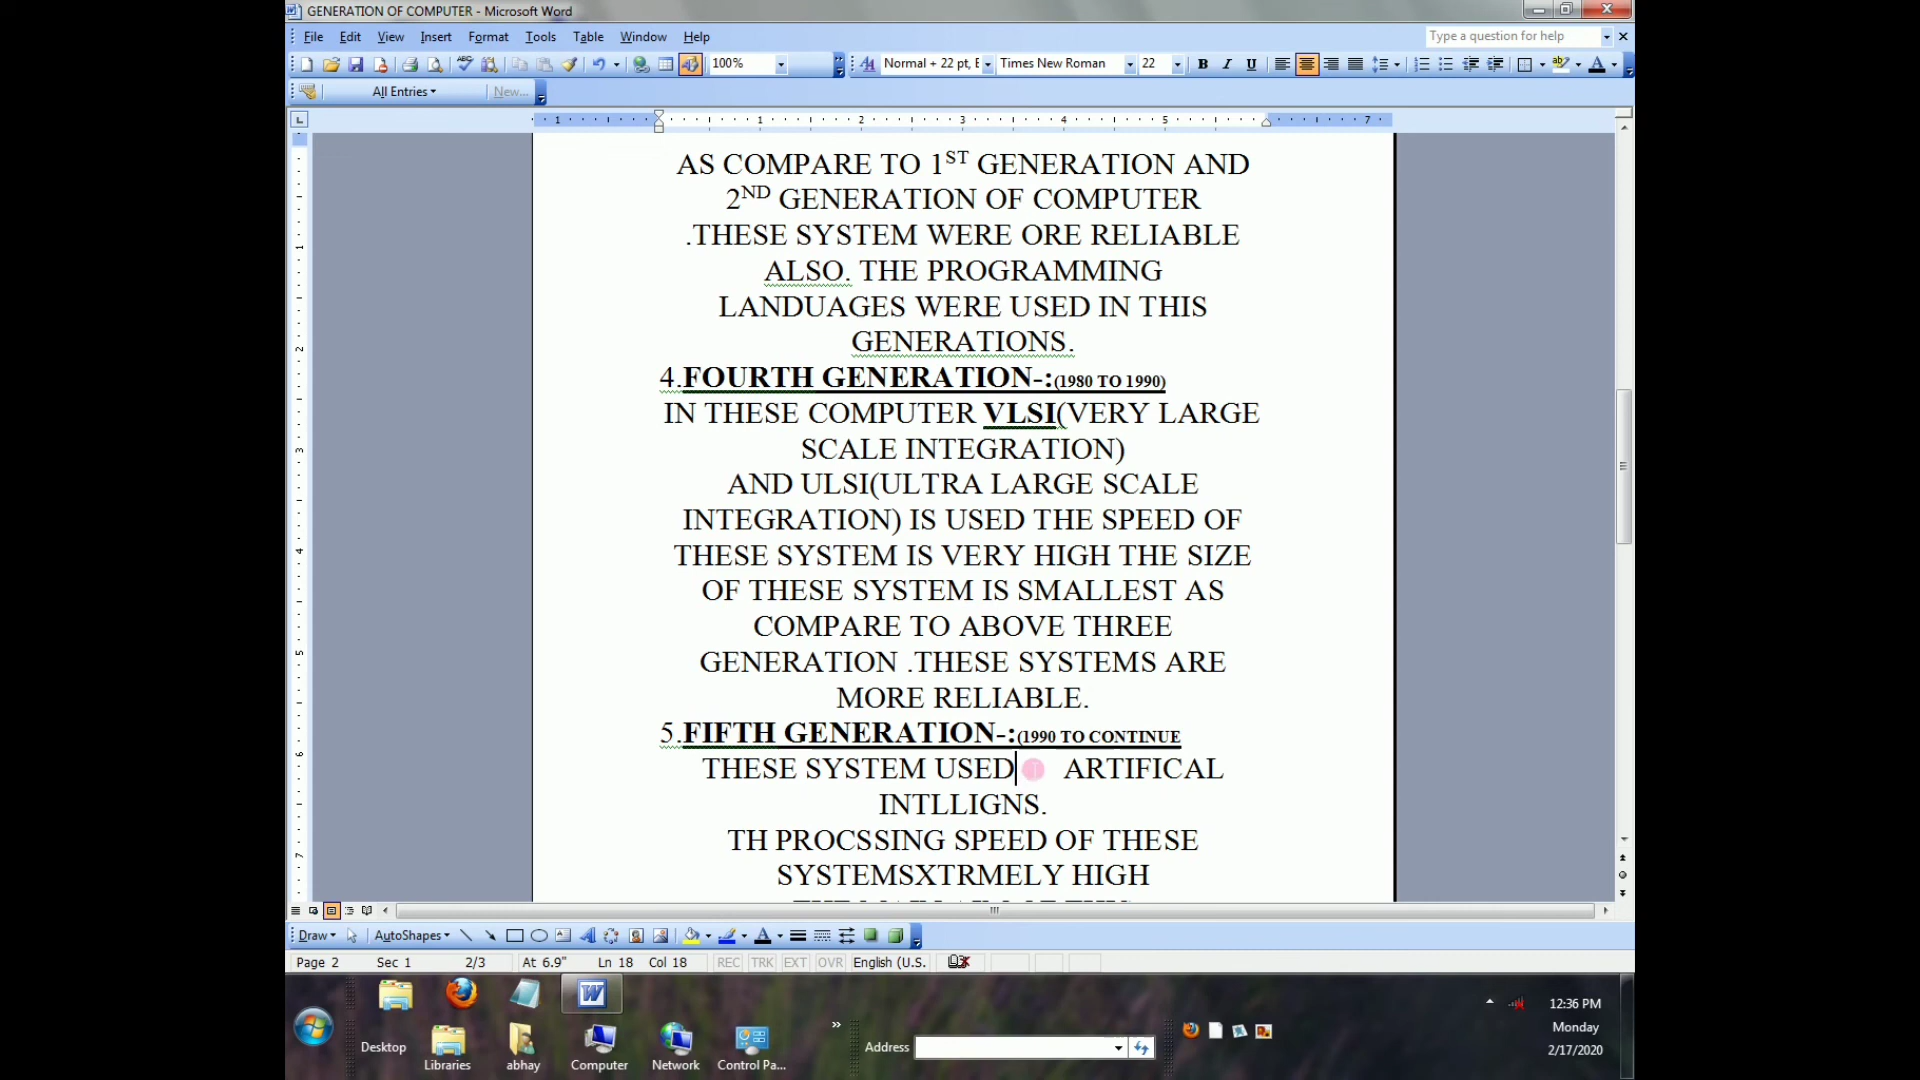 GENERATION OF COMPUTER - Microsoft Word
File Edit View Insert Format Tools Table Window Help
Type a question for help
100%
Normal + 22 pt, E
Times New Roman
22
B I U
All Entries
New...
1 1 2 3 4 5 7
AS COMPARE TO 1ST GENERATION AND
2ND GENERATION OF COMPUTER
.THESE SYSTEM WERE ORE RELIABLE
ALSO. THE PROGRAMMING
LANDUAGES WERE USED IN THIS
GENERATIONS.
4.FOURTH GENERATION-:(1980 TO 1990)
IN THESE COMPUTER VLSI(VERY LARGE
SCALE INTEGRATION)
AND ULSI(ULTRA LARGE SCALE
INTEGRATION) IS USED THE SPEED OF
THESE SYSTEM IS VERY HIGH THE SIZE
OF THESE SYSTEM IS SMALLEST AS
COMPARE TO ABOVE THREE
GENERATION .THESE SYSTEMS ARE
MORE RELIABLE.
5.FIFTH GENERATION-:(1990 TO CONTINUE
THESE SYSTEM USED ARTIFICAL
INTLLIGNS.
TH PROCSSING SPEED OF THESE
SYSTEMSXTRMELY HIGH
Draw AutoShapes
Page 2 Sec 1 2/3 At 6.9" Ln 18 Col 18 REC TRK EXT OVR English (U.S.
12:36 PM
Monday
2/17/2020
Desktop
Libraries
abhay
Computer
Network
Control Pa...
Address